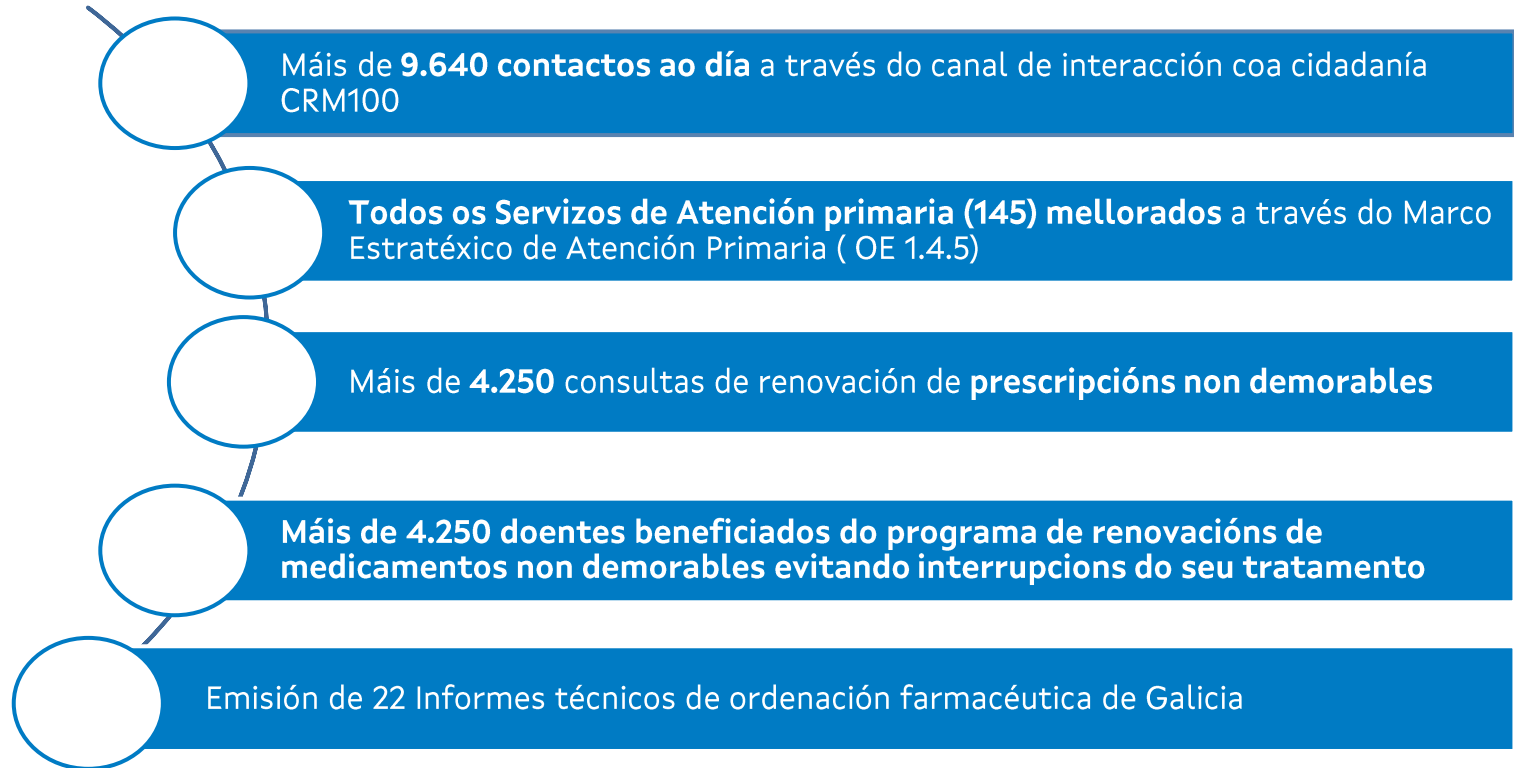 Máis de 9.640 contactos ao día a través do canal de interacción coa cidadanía
CRM100
Todos os Servizos de Atención primaria (145) mellorados a través do Marco
Estratéxico de Atención Primaria ( OE 1.4.5)
Máis de 4.250 consultas de renovación de prescripcións non demorables
Máis de 4.250 doentes beneficiados do programa de renovacións de
medicamentos non demorables evitando interrupcions do seu tratamento
Emisión de 22 Informes técnicos de ordenación farmacéutica de Galicia